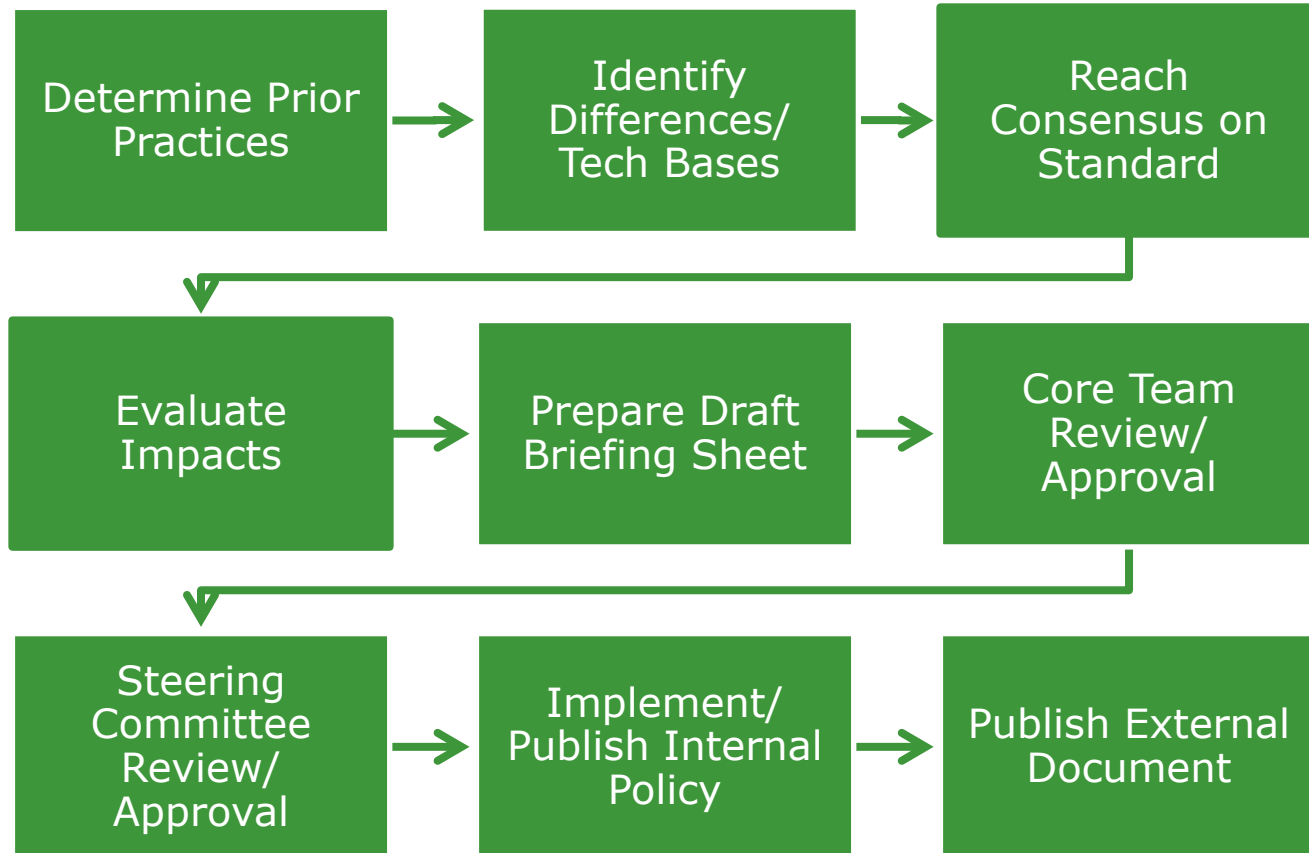 Determine Prior
Practices
Identify
Differences/
Tech Bases
Reach
Consensus on
Standard
Evaluate
Impacts
Prepare Draft
Briefing Sheet
Core Team
Review/
Approval
Steering
Committee
Review/
Approval
Implement/
Publish Internal
Policy
Publish External
Document